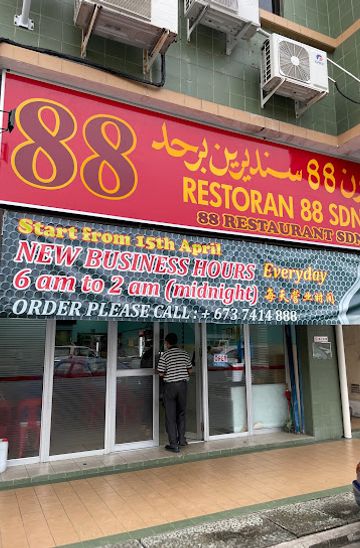 88
88 سنديرين برحد
RESTORAN 88 SDN
88 RESTAURANT SDN
Start from 15th April
NEW BUSINESS HOURS Everyday
6 am to 2 am (midnight) 每天营业时间
ORDER PLEASE CALL : + 673 7414 888
OPEN